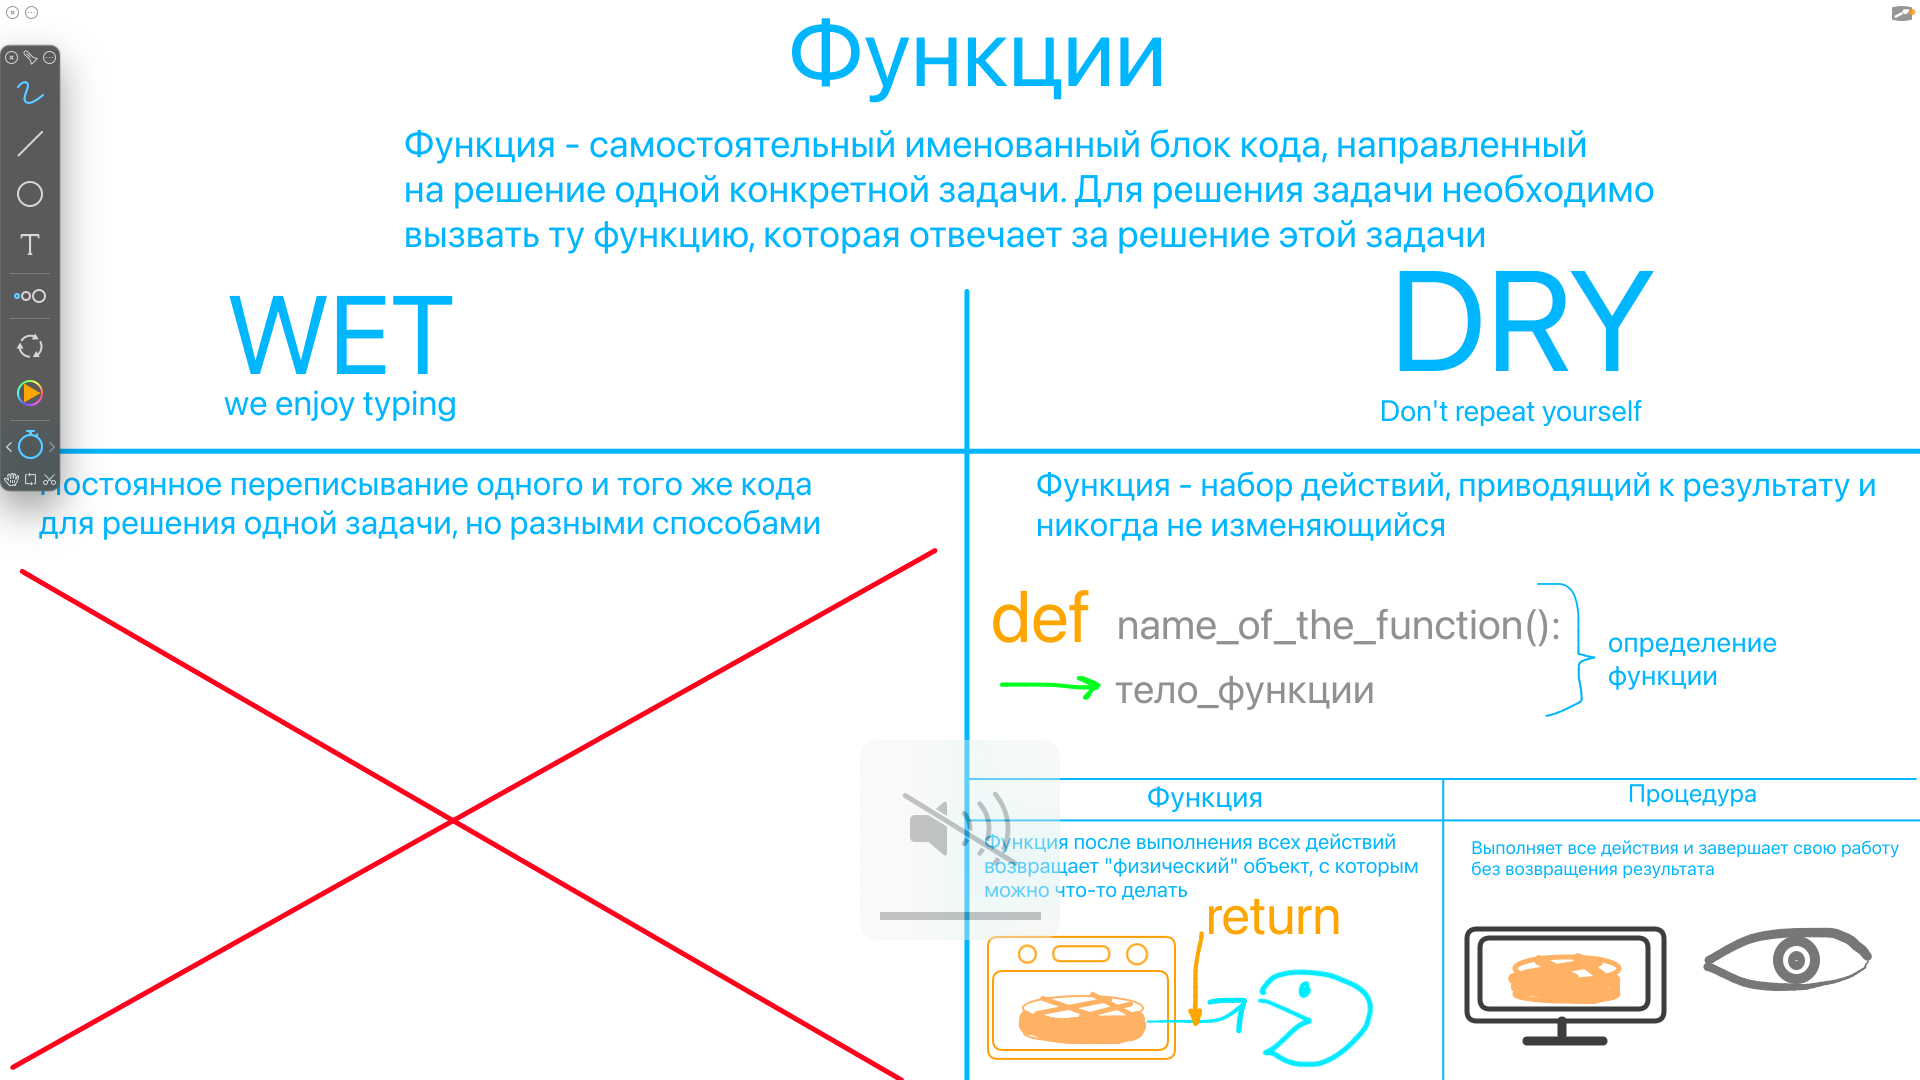 Функции
Функция - самостоятельный именованный блок кода, направленный
на решение одной конкретной задачи. Для решения задачи необходимо
вызвать ту функцию, которая отвечает за решение этой задачи
WET
we enjoy typing
DRY
Don't repeat yourself
Постоянное переписывание одного и того же кода
для решения одной задачи, но разными способами
Функция - набор действий, приводящий к результату и
никогда не изменяющийся
def name_of_the_function():
тело_функции
определение
функции
Функция
Функция после выполнения всех действий
возвращает "физический" объект, с которым
можно что-то делать
return
Процедура
Выполняет все действия и завершает свою работу
без возвращения результата